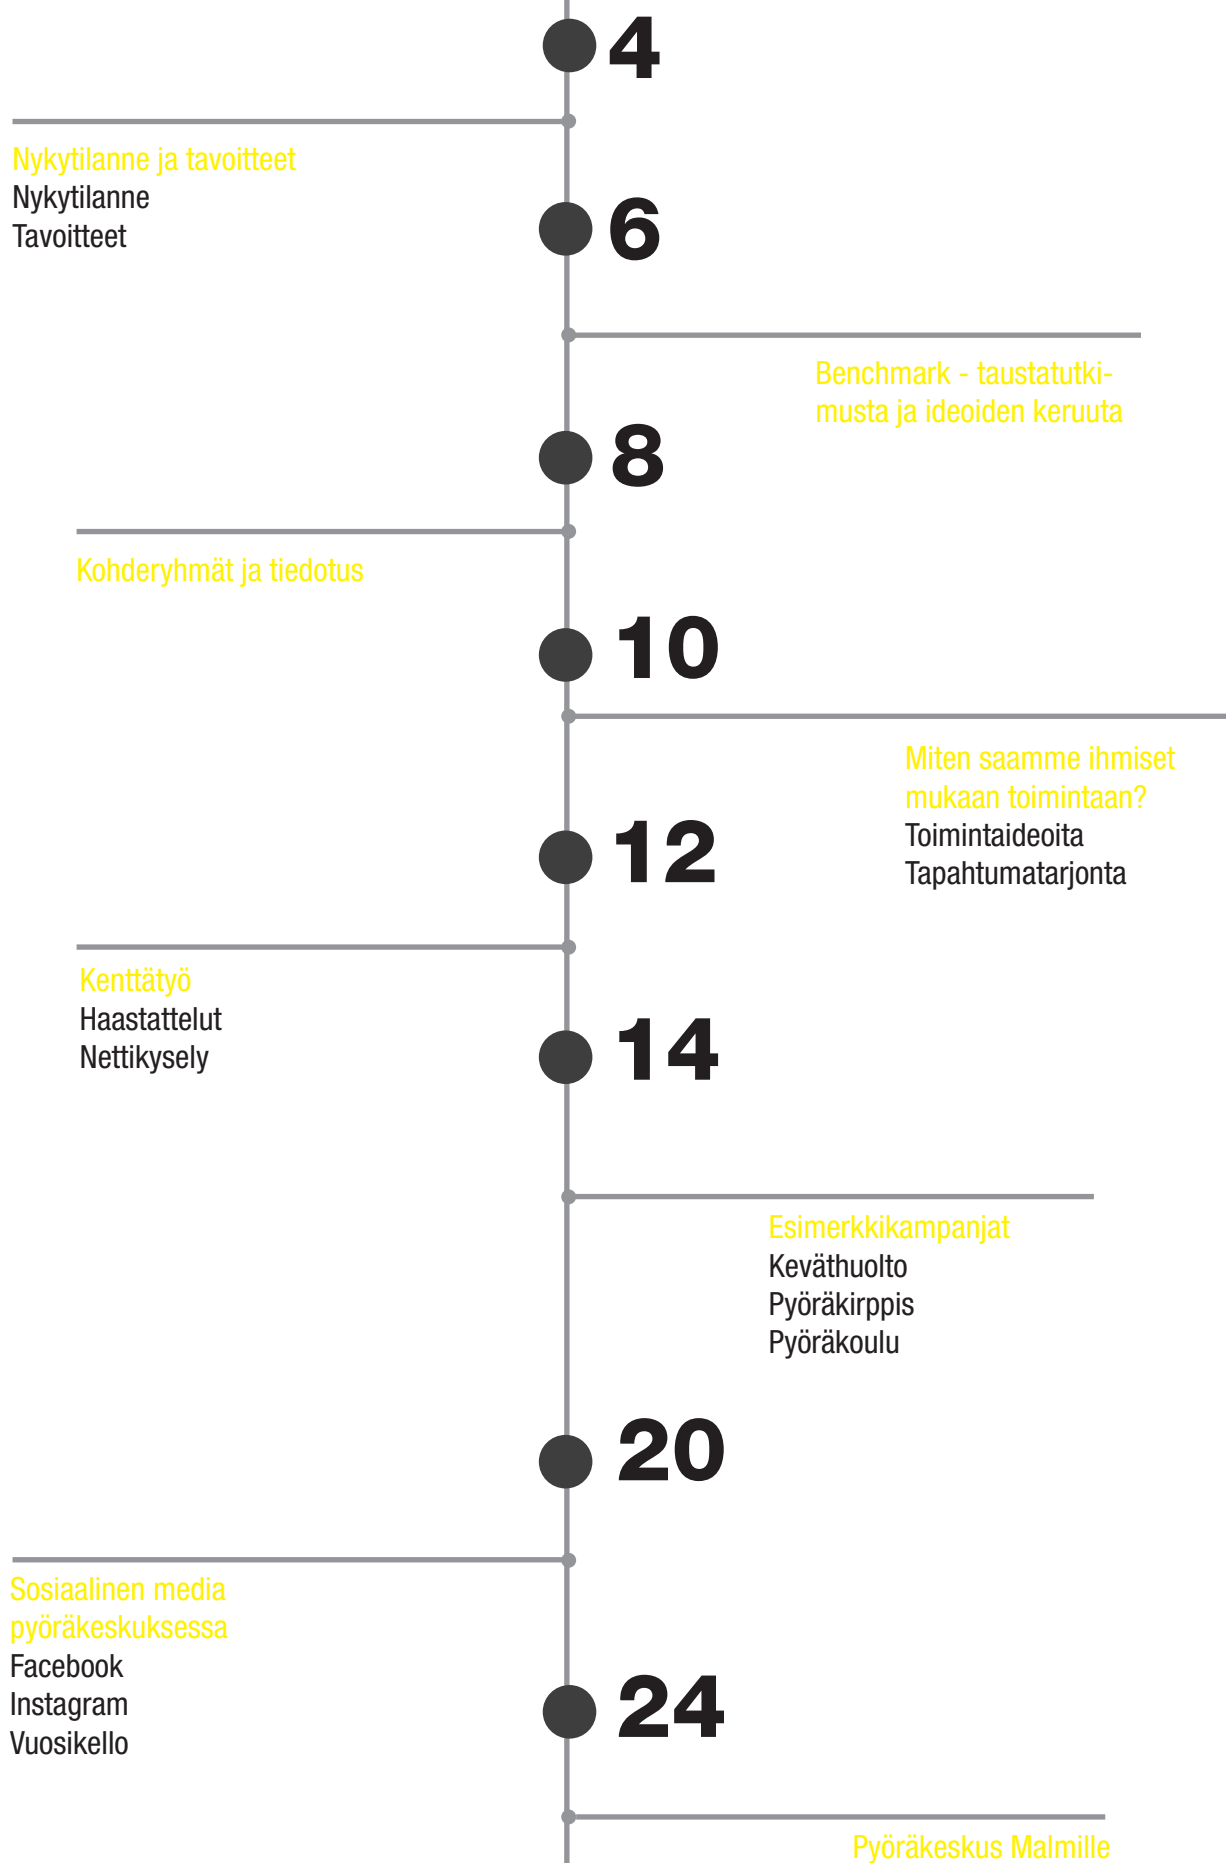 4
Nykytilanne ja tavoitteet
Nykytilanne
Tavoitteet
6
Benchmark - taustatutki-
musta ja ideoiden keruuta
8
Kohderyhmät ja tiedotus
10
Miten saamme ihmiset
mukaan toimintaan?
Toimintaideoita
Tapahtumatarjonta
12
Kenttätyö
Haastattelut
Nettikysely
14
Esimerkkikampanjat
Keväthuolto
Pyöräkirppis
Pyöräkoulu
20
Sosiaalinen media
pyöräkeskuksessa
Facebook
Instagram
Vuosikello
24
Pyöräkeskus Malmille